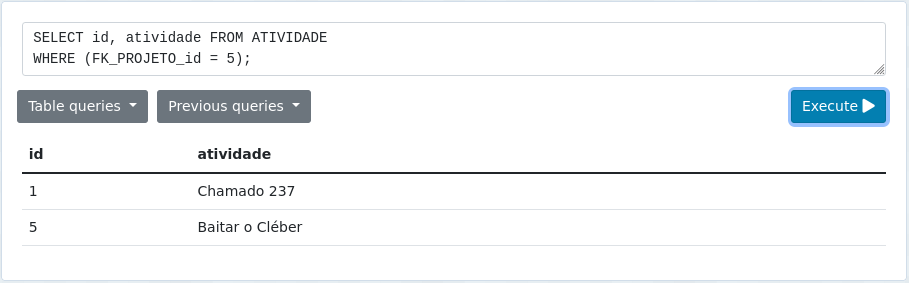 SELECT id, atividade FROM ATIVIDADE
WHERE (FK_PROJETO_id = 5);
Table queries Previous queries Execute
id atividade
1 Chamado 237
5 Baitar o Cléber